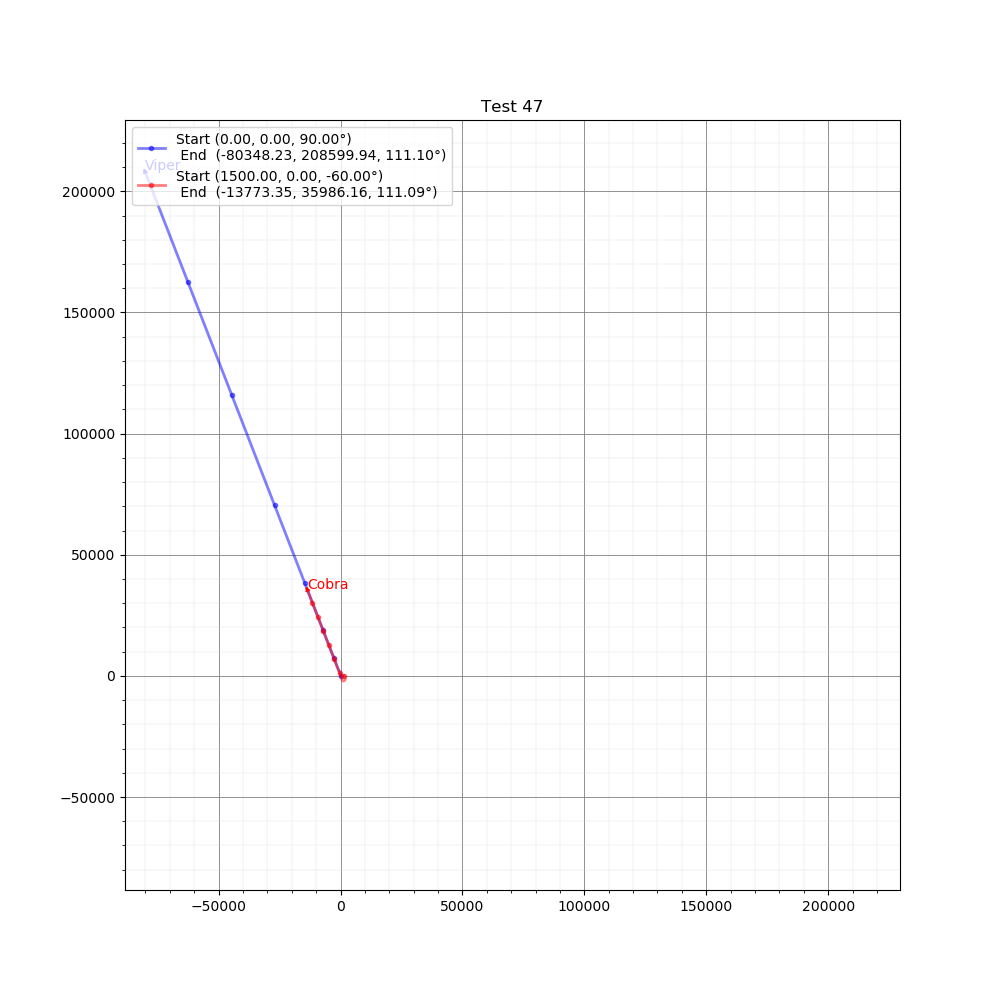 Test 47
Start (0.00, 0.00, 90.00°)
End (-80348.23, 208599.94, 111.10°)
Viper
Start (1500.00, 0.00, -60.00°)
End (-13773.35, 35986.16, 111.09°)
200000
150000
100000
50000
Cobra
0
−50000
−50000 0 50000 100000 150000 200000